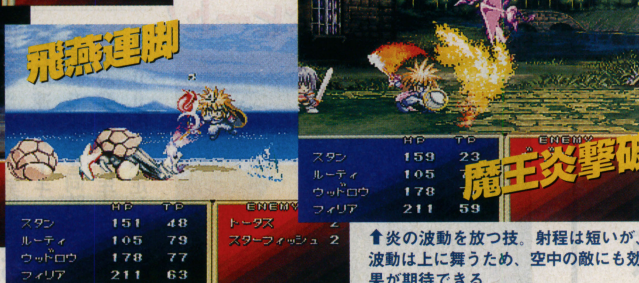 飛燕連脚
HP TP
スタン 151 48
ルーティ 105 79
ウッドロウ 178 77
フィリア 211 63
ENEMY
トータス 2
スターフィッシュ 2
HP TP
スタン 159 23
ルーティ 105
ウッドロウ 178
フィリア 211 59
ENEMY
魔王炎撃破
⬆炎の波動を放つ技。射程は短いが、
波動は上に舞うため、空中の敵にも効
果が期待できる